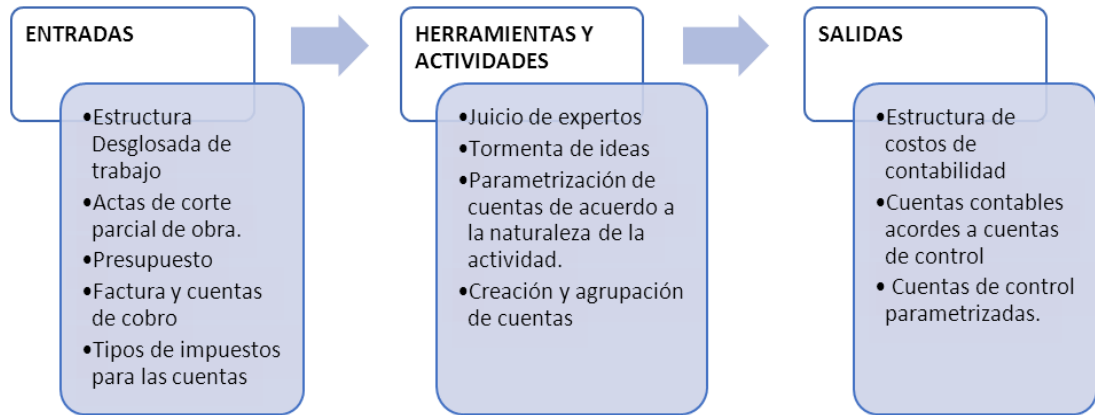 ENTRADAS
•Estructura
Desglosada de
trabajo
•Actas de corte
parcial de obra.
•Presupuesto
•Factura y cuentas
de cobro
•Tipos de impuestos
para las cuentas
HERRAMIENTAS Y
ACTIVIDADES
•Juicio de expertos
•Tormenta de ideas
•Parametrización de
cuentas de acuerdo a
la naturaleza de la
actividad.
•Creación y agrupación
de cuentas
SALIDAS
•Estructura de
costos de
contabilidad
•Cuentas contables
acordes a cuentas
de control
• Cuentas de control
parametrizadas.